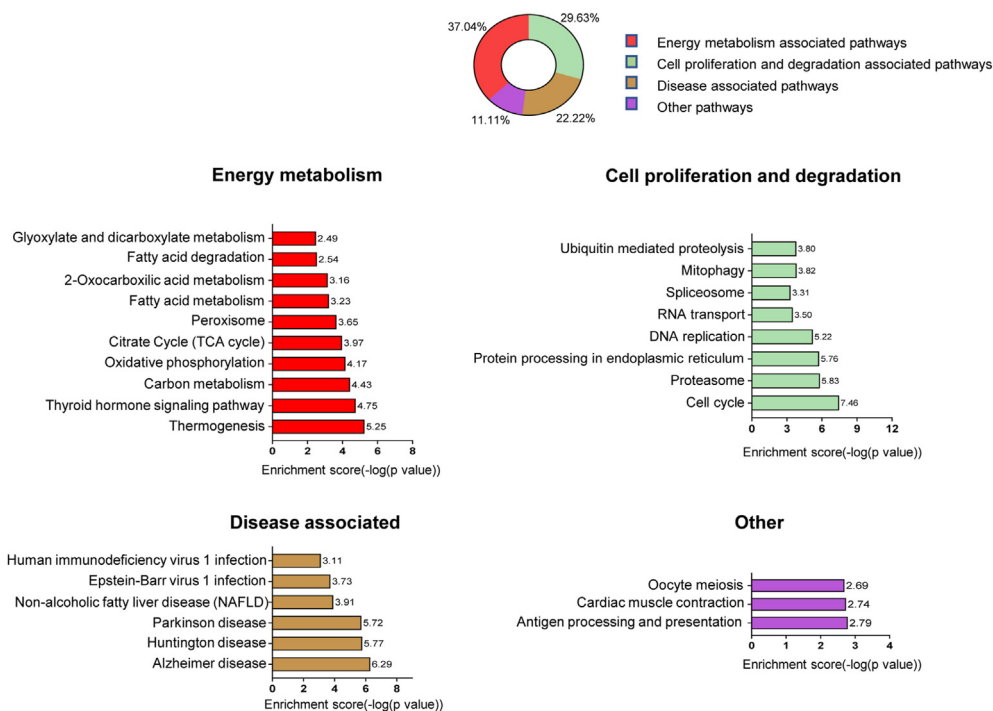 37.04%
29.63%
11.11%
22.22%
Energy metabolism associated pathways
Cell proliferation and degradation associated pathways
Disease associated pathways
Other pathways
Energy metabolism
Glyoxylate and dicarboxylate metabolism 2.49
Fatty acid degradation 2.54
2-Oxocarboxilic acid metabolism 3.16
Fatty acid metabolism 3.23
Peroxisome 3.65
Citrate Cycle (TCA cycle) 3.97
Oxidative phosphorylation 4.17
Carbon metabolism 4.43
Thyroid hormone signaling pathway 4.75
Thermogenesis 5.25
0 2 4 6 8
Enrichment score(-log(p value))
Cell proliferation and degradation
Ubiquitin mediated proteolysis 3.80
Mitophagy 3.82
Spliceosome 3.31
RNA transport 3.50
DNA replication 5.22
Protein processing in endoplasmic reticulum 5.76
Proteasome 5.83
Cell cycle 7.46
0 3 6 9 12
Enrichment score(-log(p value))
Disease associated
Human immunodeficiency virus 1 infection 3.11
Epstein-Barr virus 1 infection 3.73
Non-alcoholic fatty liver disease (NAFLD) 3.91
Parkinson disease 5.72
Huntington disease 5.77
Alzheimer disease 6.29
0 2 4 6 8
Enrichment score(-log(p value))
Other
Oocyte meiosis 2.69
Cardiac muscle contraction 2.74
Antigen processing and presentation 2.79
0 1 2 3 4
Enrichment score(-log(p value))